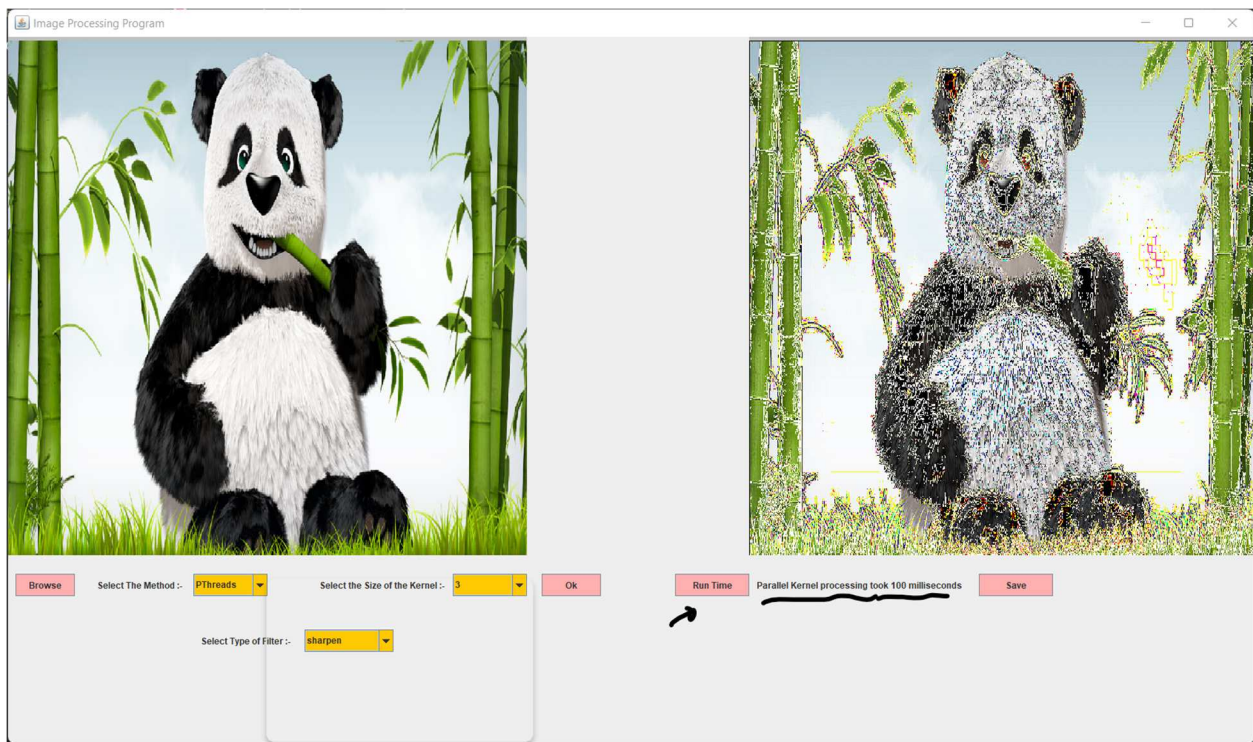 Image Processing Program
Browse Select The Method :- PThreads Select the Size of the Kernel :- 3 Ok Run Time Parallel Kernel processing took 100 milliseconds Save
Select Type of Filter :- sharpen